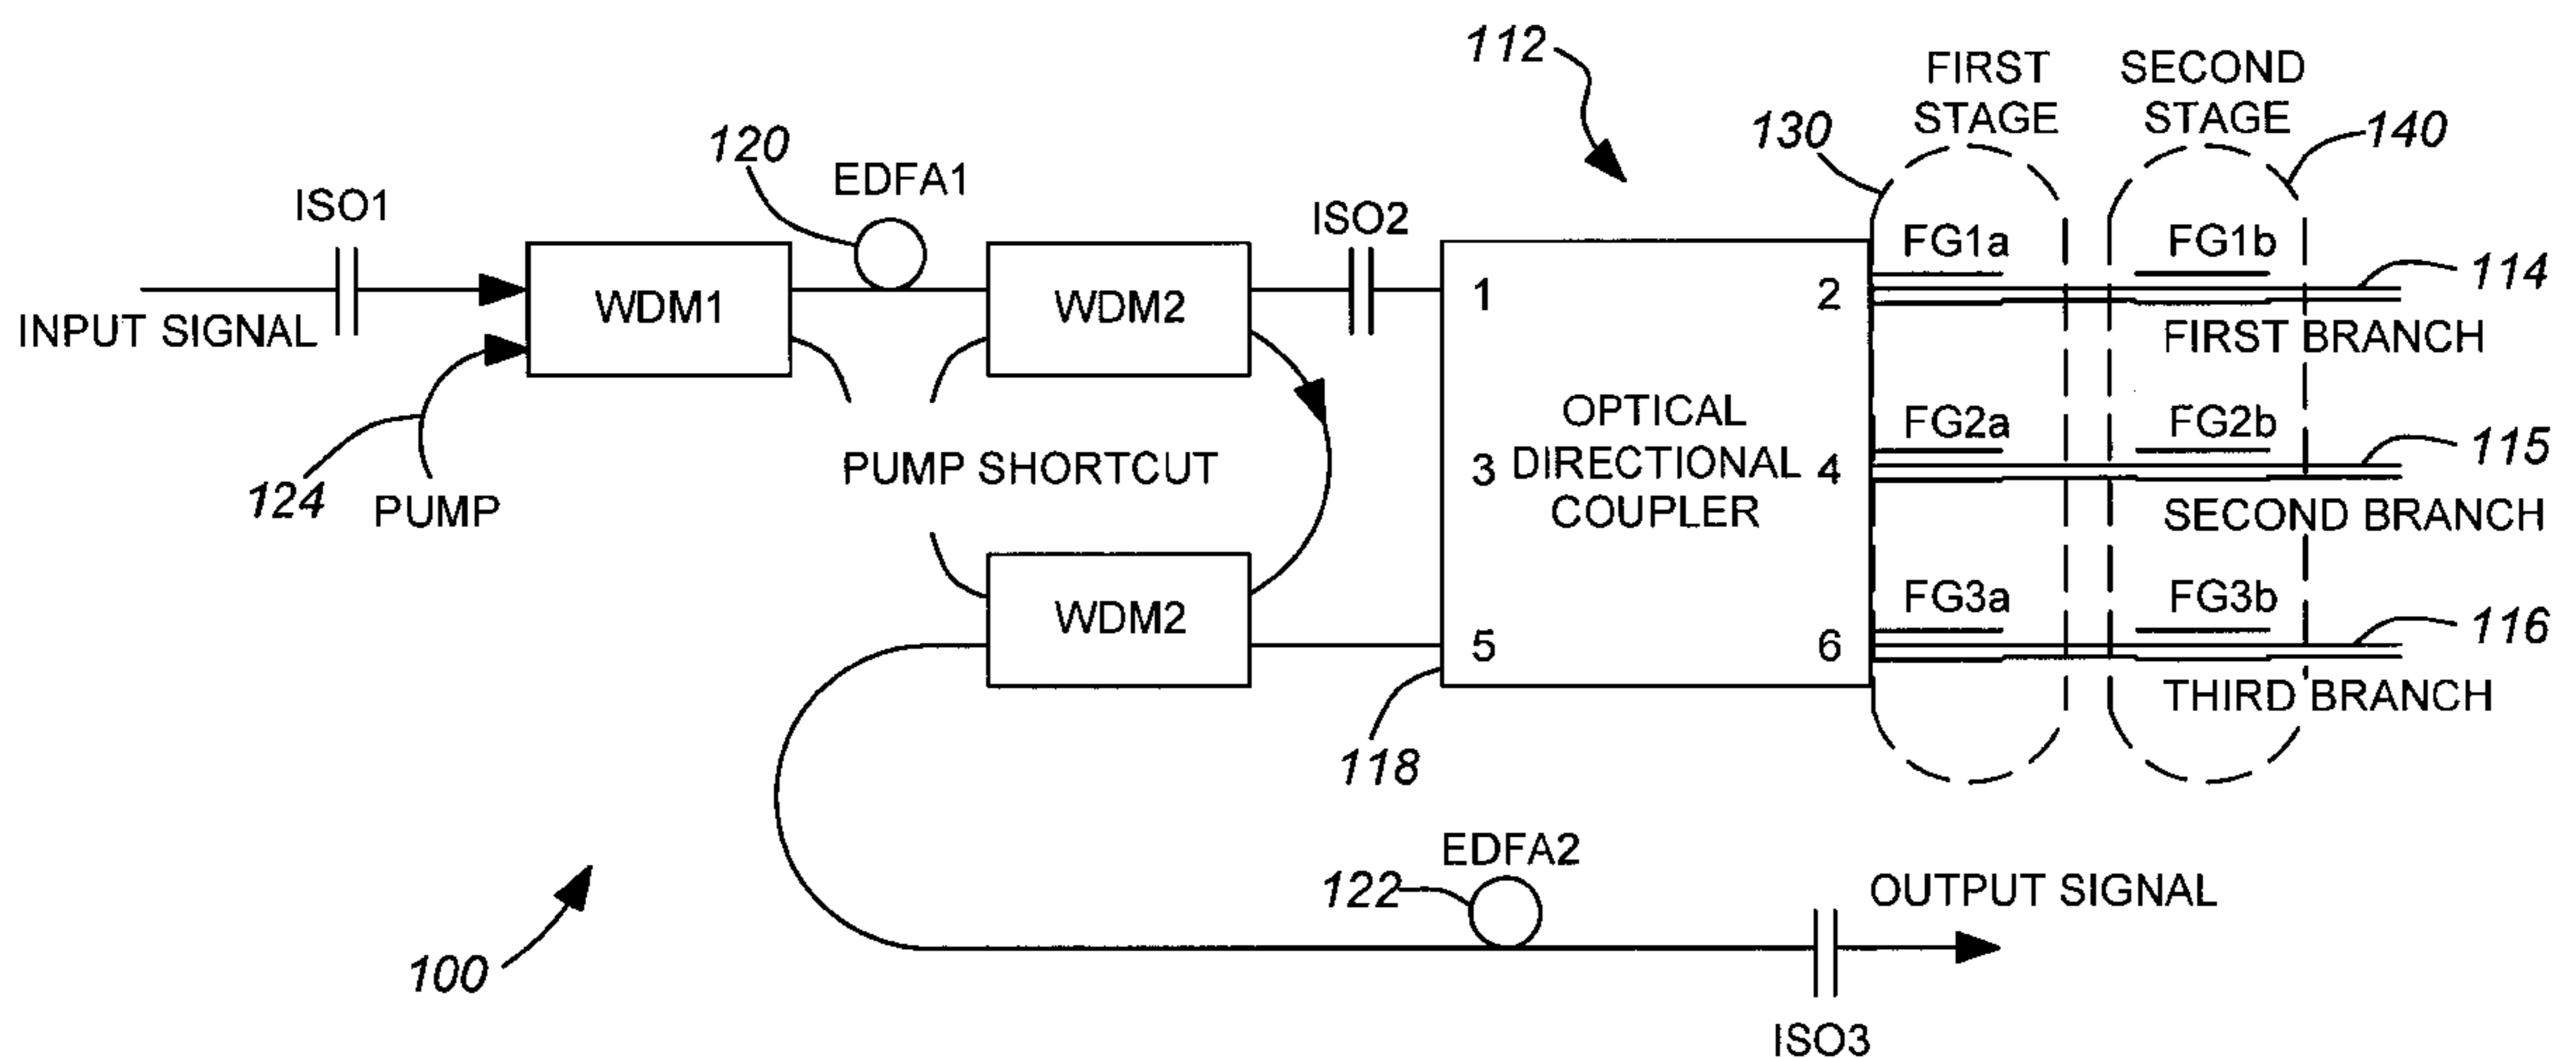 112
FIRST
STAGE
SECOND
STAGE
130
140
120
EDFA1
ISO1
ISO2
FG1a
FG1b
114
INPUT SIGNAL
WDM1
WDM2
1
2
FIRST BRANCH
124
PUMP
PUMP SHORTCUT
OPTICAL
3 DIRECTIONAL 4
COUPLER
FG2a
FG2b
115
SECOND BRANCH
WDM2
5
6
FG3a
FG3b
116
THIRD BRANCH
118
EDFA2
122
OUTPUT SIGNAL
100
ISO3